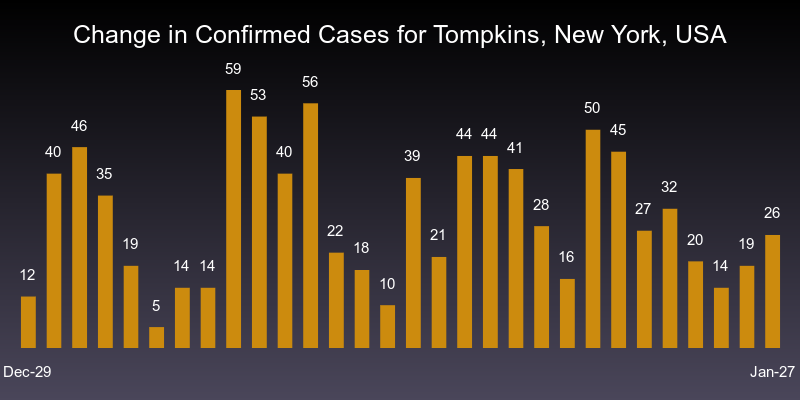 Change in Confirmed Cases for Tompkins, New York, USA
12 40 46 35 19 5 14 14 59 53 40 56 22 18 10 39 21 44 44 41 28 16 50 45 27 32 20 14 19 26
Dec-29 Jan-27